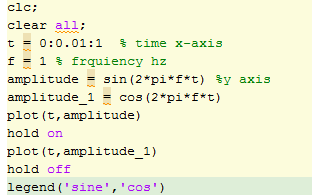 clc;
clear all;
t = 0:0.01:1  % time x-axis
f = 1 % frquiency hz
amplitude = sin(2*pi*f*t) %y axis
amplitude_1 = cos(2*pi*f*t)
plot(t,amplitude)
hold on
plot(t,amplitude_1)
hold off
legend('sine','cos')